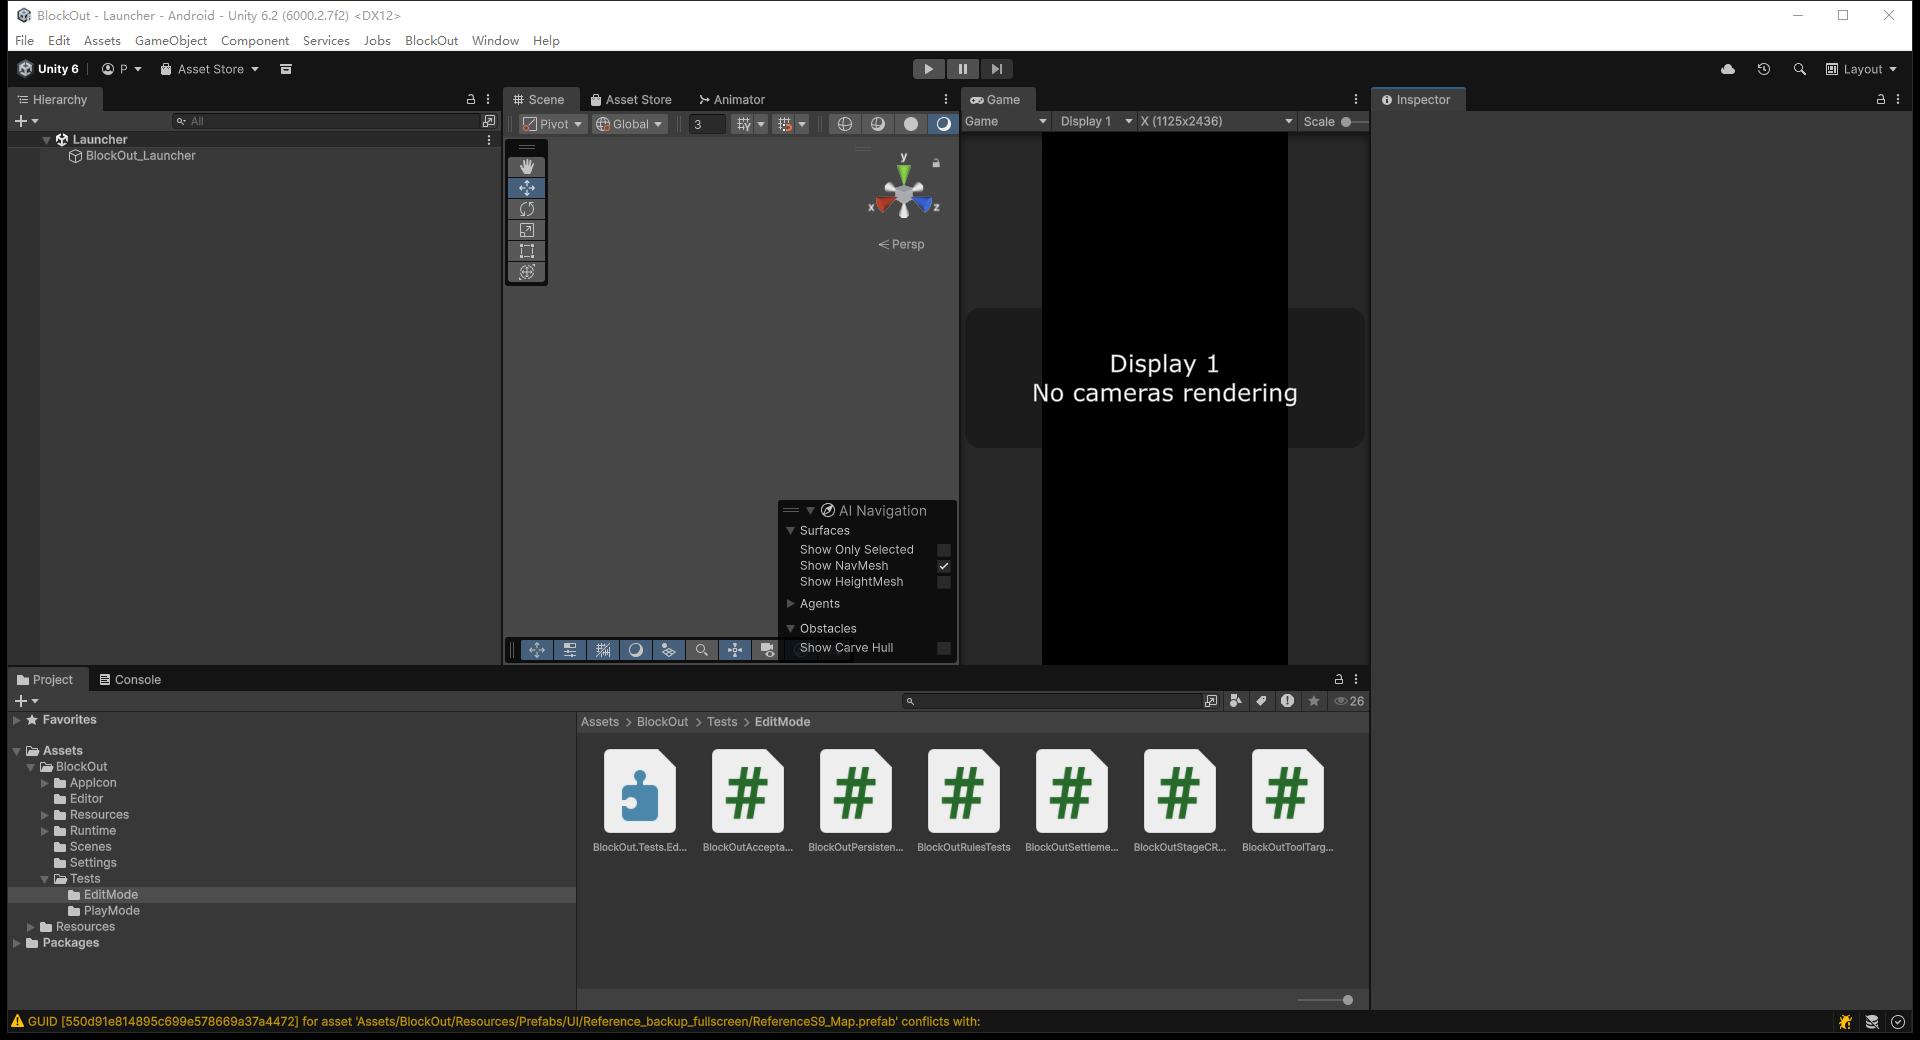 BlockOut - Launcher - Android - Unity 6.2 (6000.2.7f2) <DX12>
File Edit Assets GameObject Component Services Jobs BlockOut Window Help
Unity 6 P Asset Store Layout
Hierarchy
All
Launcher
BlockOut_Launcher
Scene Asset Store Animator
Pivot Global 3
y
x z
Persp
AI Navigation
Surfaces
Show Only Selected
Show NavMesh
Show HeightMesh
Agents
Obstacles
Show Carve Hull
Game
Game Display 1 X (1125x2436) Scale
Display 1
No cameras rendering
Inspector
Project Console
26
Favorites
Assets
BlockOut
AppIcon
Editor
Resources
Runtime
Scenes
Settings
Tests
EditMode
PlayMode
Resources
Packages
Assets > BlockOut > Tests > EditMode
BlockOut.Tests.Ed... BlockOutAccepta... BlockOutPersisten... BlockOutRulesTests BlockOutSettleme... BlockOutStageCR... BlockOutToolTarg...
GUID [550d91e814895c699e578669a37a4472] for asset 'Assets/BlockOut/Resources/Prefabs/UI/Reference_backup_fullscreen/ReferenceS9_Map.prefab' conflicts with: